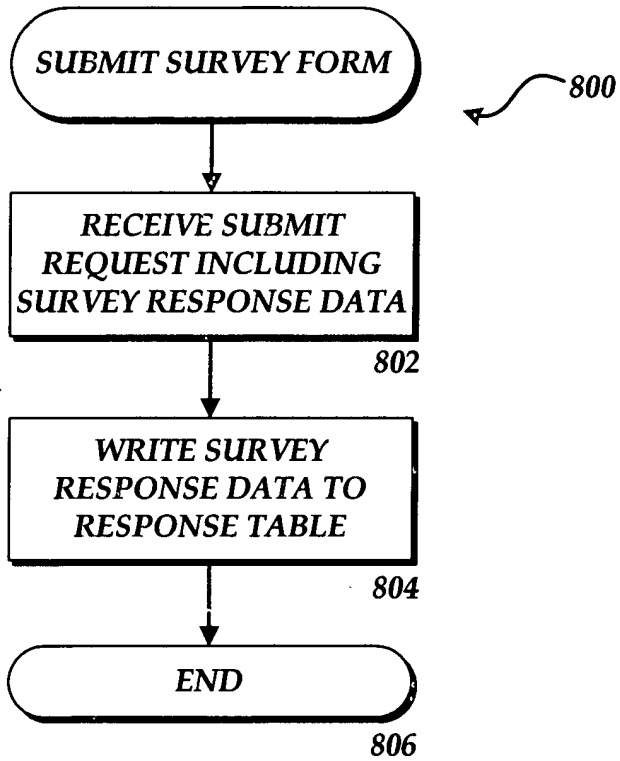 SUBMIT SURVEY FORM
800
RECEIVE SUBMIT
REQUEST INCLUDING
SURVEY RESPONSE DATA
802
WRITE SURVEY
RESPONSE DATA TO
RESPONSE TABLE
804
END
806